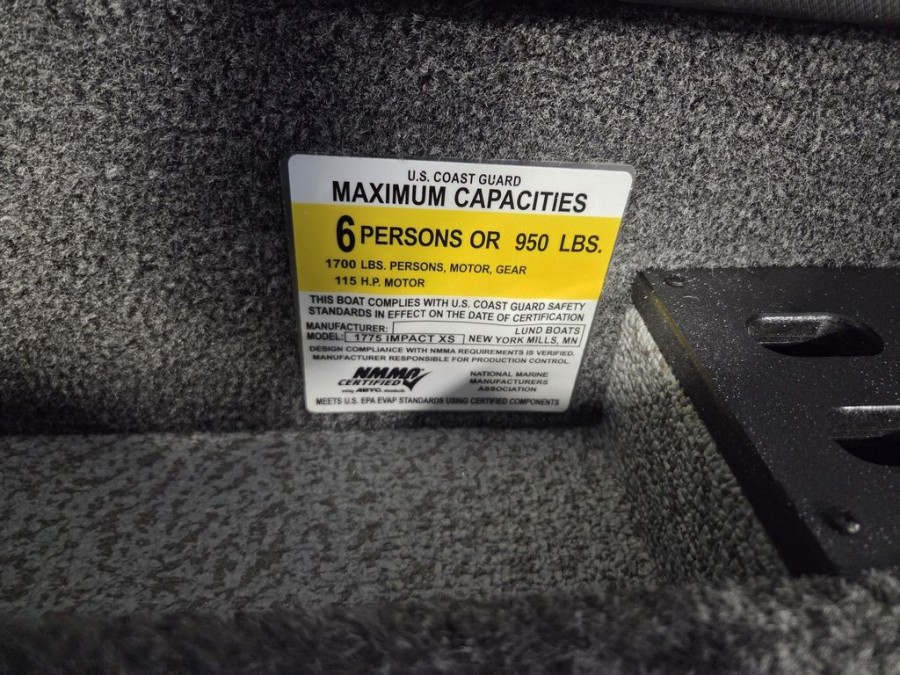 U.S. COAST GUARD
MAXIMUM CAPACITIES
6 PERSONS OR 950 LBS.
1700 LBS. PERSONS, MOTOR, GEAR
115 H.P. MOTOR
THIS BOAT COMPLIES WITH U.S. COAST GUARD SAFETY
STANDARDS IN EFFECT ON THE DATE OF CERTIFICATION
MANUFACTURER: LUND BOATS
MODEL: 1775 IMPACT XS NEW YORK MILLS, MN
DESIGN COMPLIANCE WITH NMMA REQUIREMENTS IS VERIFIED.
MANUFACTURER RESPONSIBLE FOR PRODUCTION CONTROL.
NMMA
CERTIFIED
using ABYC standards
NATIONAL MARINE
MANUFACTURERS
ASSOCIATION
MEETS U.S. EPA EVAP STANDARDS USING CERTIFIED COMPONENTS